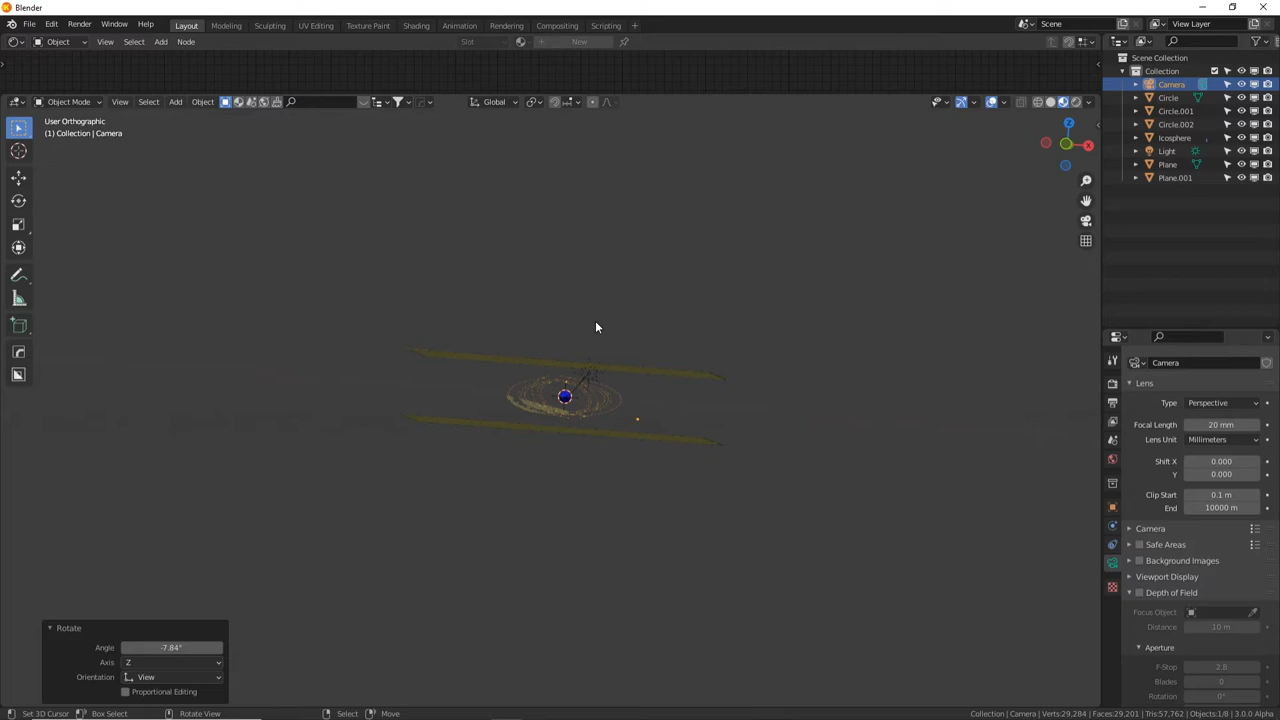 Blender
File Edit Render Window Help Layout Modeling Sculpting UV Editing Texture Paint Shading Animation Rendering Compositing Scripting + Scene View Layer
Object View Select Add Node Slot New
Scene Collection
Collection
Camera
Circle
Circle.001
Circle.002
Icosphere
Light
Plane
Plane.001
Object Mode View Select Add Object Global
User Orthographic
(1) Collection | Camera
Z
X
Camera
Lens
Type Perspective
Focal Length 20 mm
Lens Unit Millimeters
Shift X 0.000
Y 0.000
Clip Start 0.1 m
End 10000 m
Camera
Safe Areas
Background Images
Viewport Display
Depth of Field
Focus Object
Distance 10 m
Aperture
F-Stop 2.8
Blades 0
Rotation 0°
Rotate
Angle -7.84°
Axis Z
Orientation View
Proportional Editing
Set 3D Cursor Box Select Rotate View Select Move Collection | Camera Verts:29,284 | Faces:29,201 | Tris:57,762 | Objects:1/8 | 3.0.0 Alpha